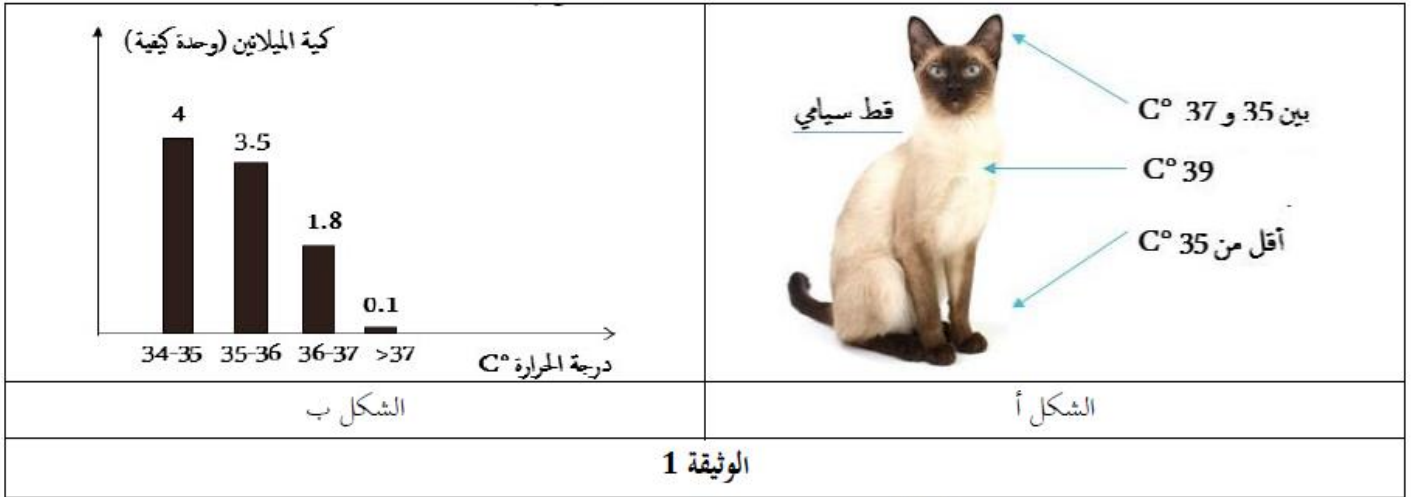 قط سيامي
بين 35 و 37 °C
39 °C
أقل من 35 °C
الشكل أ
كمية الميلانين (وحدة كيفية)
4
3.5
1.8
0.1
34-35 35-36 36-37 >37
درجة الحرارة °C
الشكل ب
الوثيقة 1